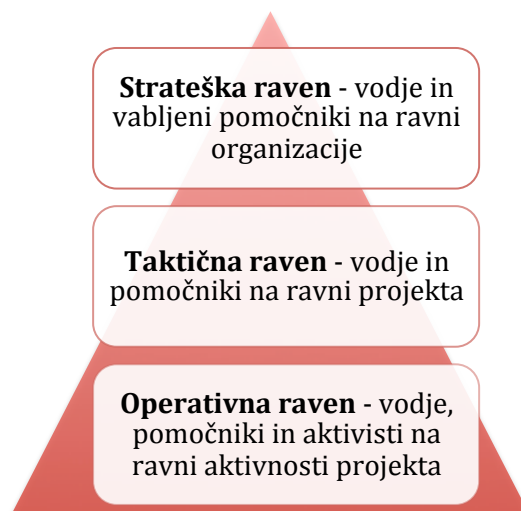 Strateška raven - vodje in
vabljeni pomočniki na ravni
organizacije
Taktična raven - vodje in
pomočniki na ravni projekta
Operativna raven - vodje,
pomočniki in aktivisti na
ravni aktivnosti projekta